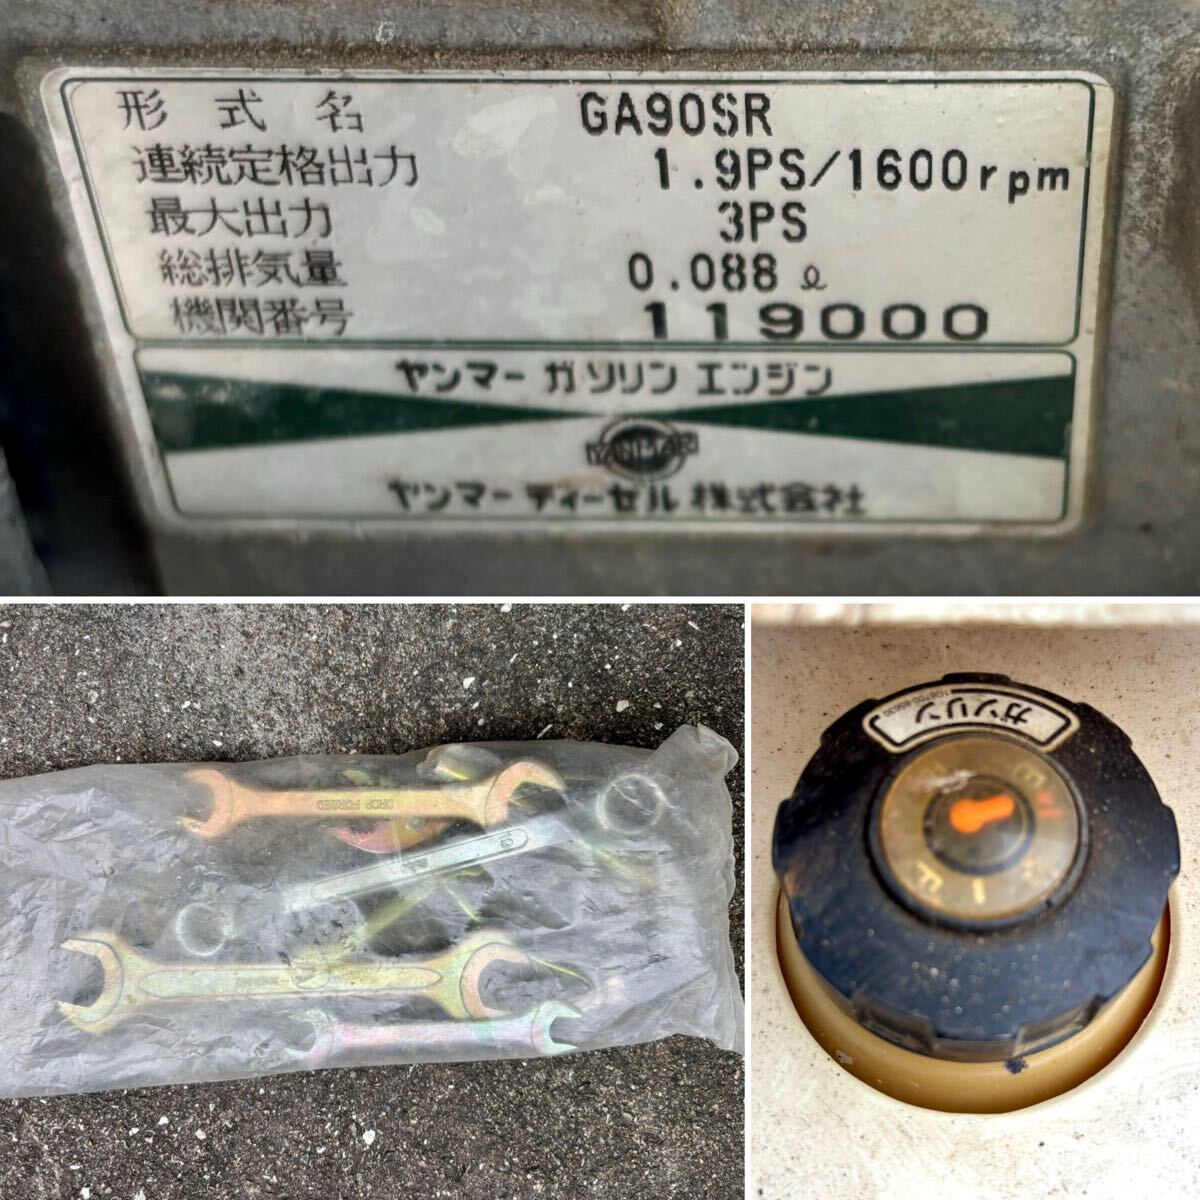 形式名 GA90SR
連続定格出力 1.9PS/1600rpm
最大出力 3PS
総排気量 0.088ℓ
機関番号 119000
ヤンマー ガソリン エンジン
YANMAR
ヤンマー ディーゼル 株式会社
DROP FORGED
19
ガソリン
F